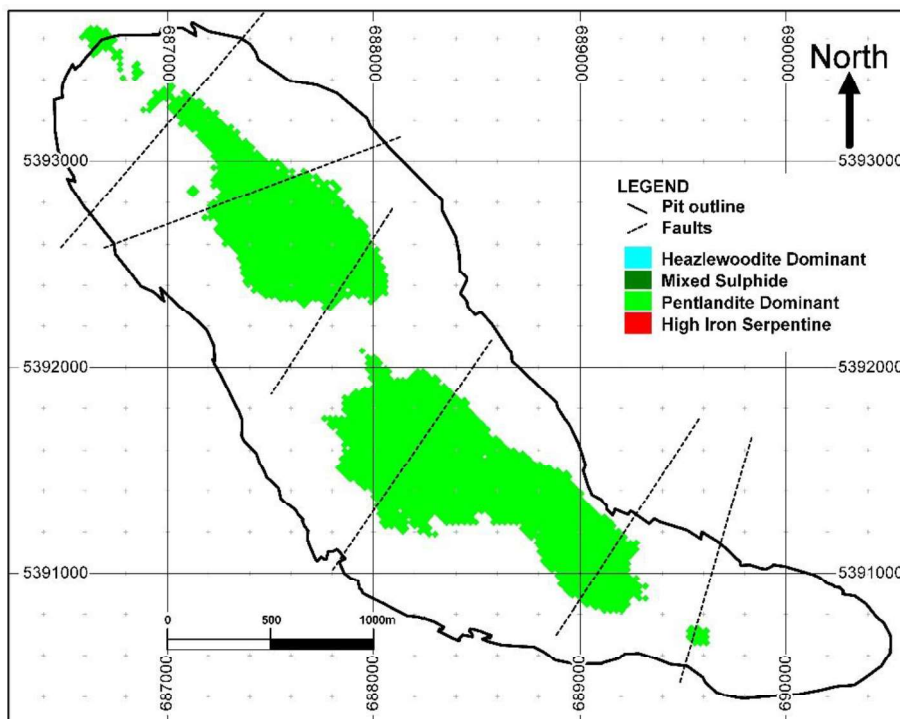 687000
688000
689000
690000
North
5393000
5393000
LEGEND
Pit outline
Faults
Heazlewoodite Dominant
Mixed Sulphide
Pentlandite Dominant
High Iron Serpentine
5392000
5392000
5391000
5391000
0 500 1000m
687000
688000
689000
690000